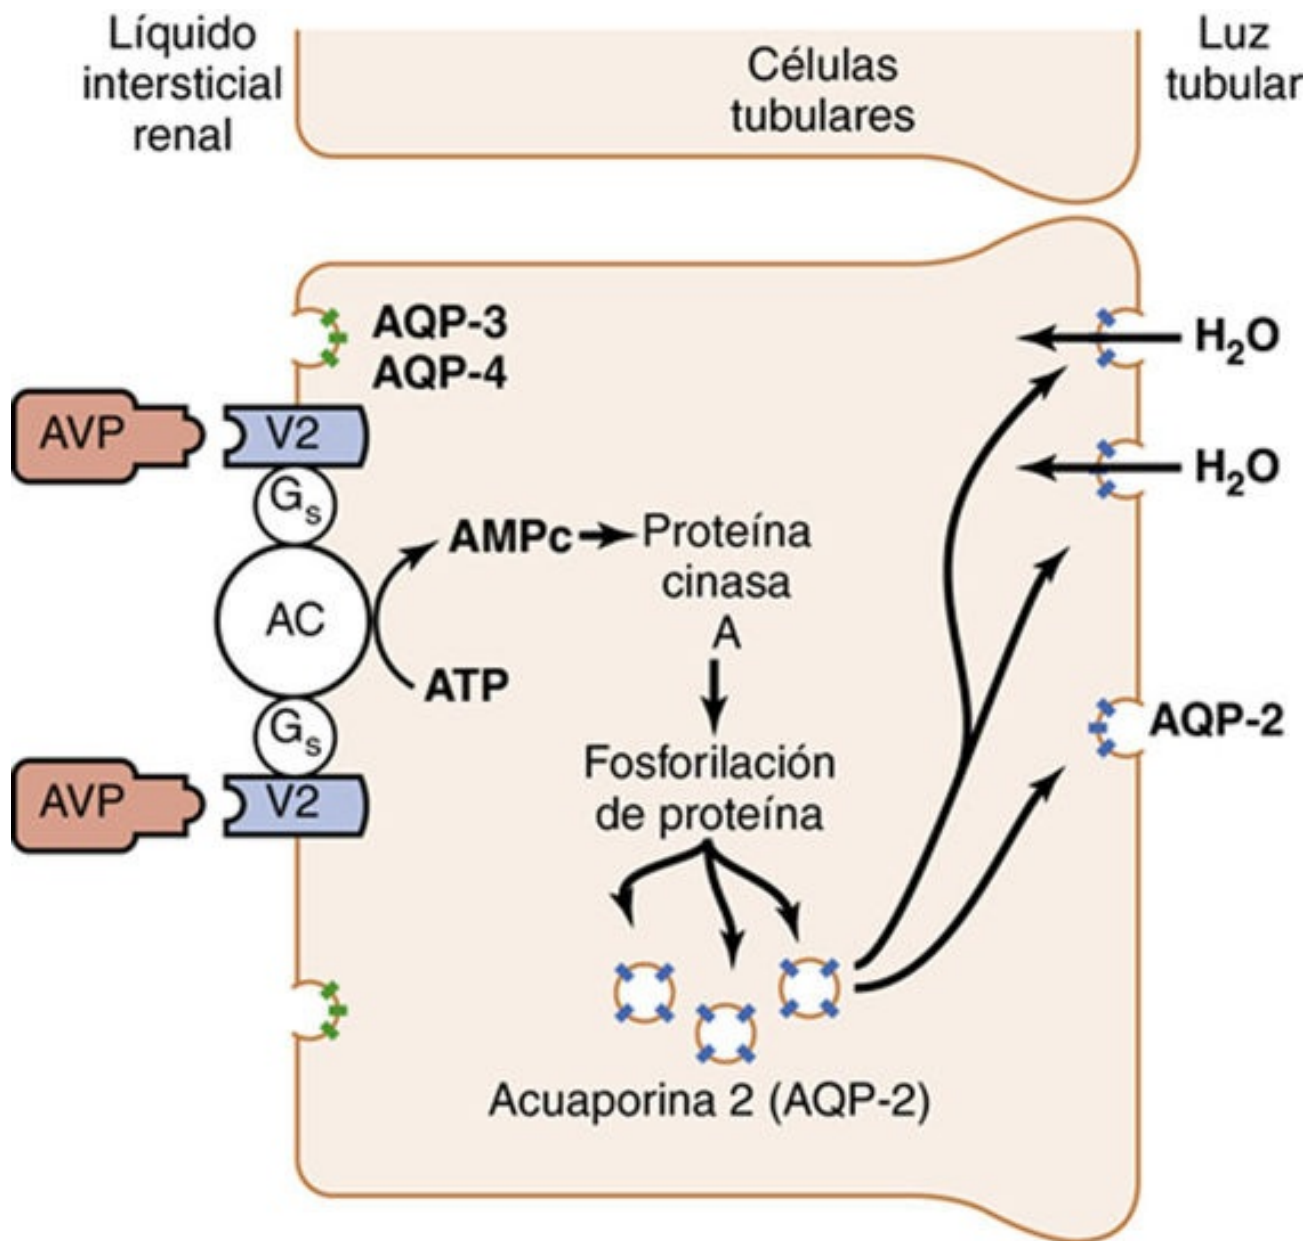 Líquido
intersticial
renal
Células
tubulares
Luz
tubular
AQP-3
AQP-4
H₂O
AVP
V2
H₂O
Gₛ
AMPc
Proteína
cinasa
A
AC
ATP
Gₛ
AQP-2
AVP
V2
Fosforilación
de proteína
Acuaporina 2 (AQP-2)